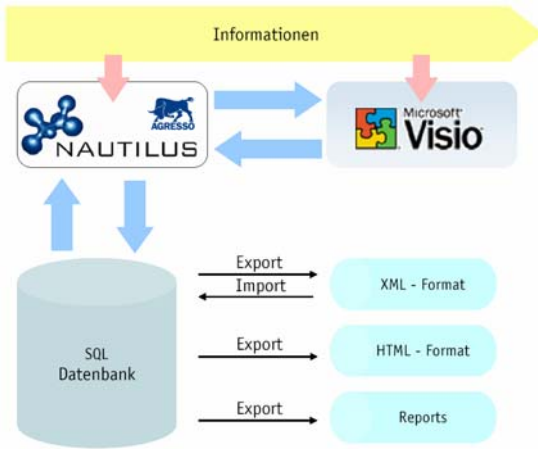 Informationen
AGRESSO
NAUTILUS
Microsoft
Visio
Export
Import
XML - Format
SQL
Datenbank
Export
HTML - Format
Export
Reports